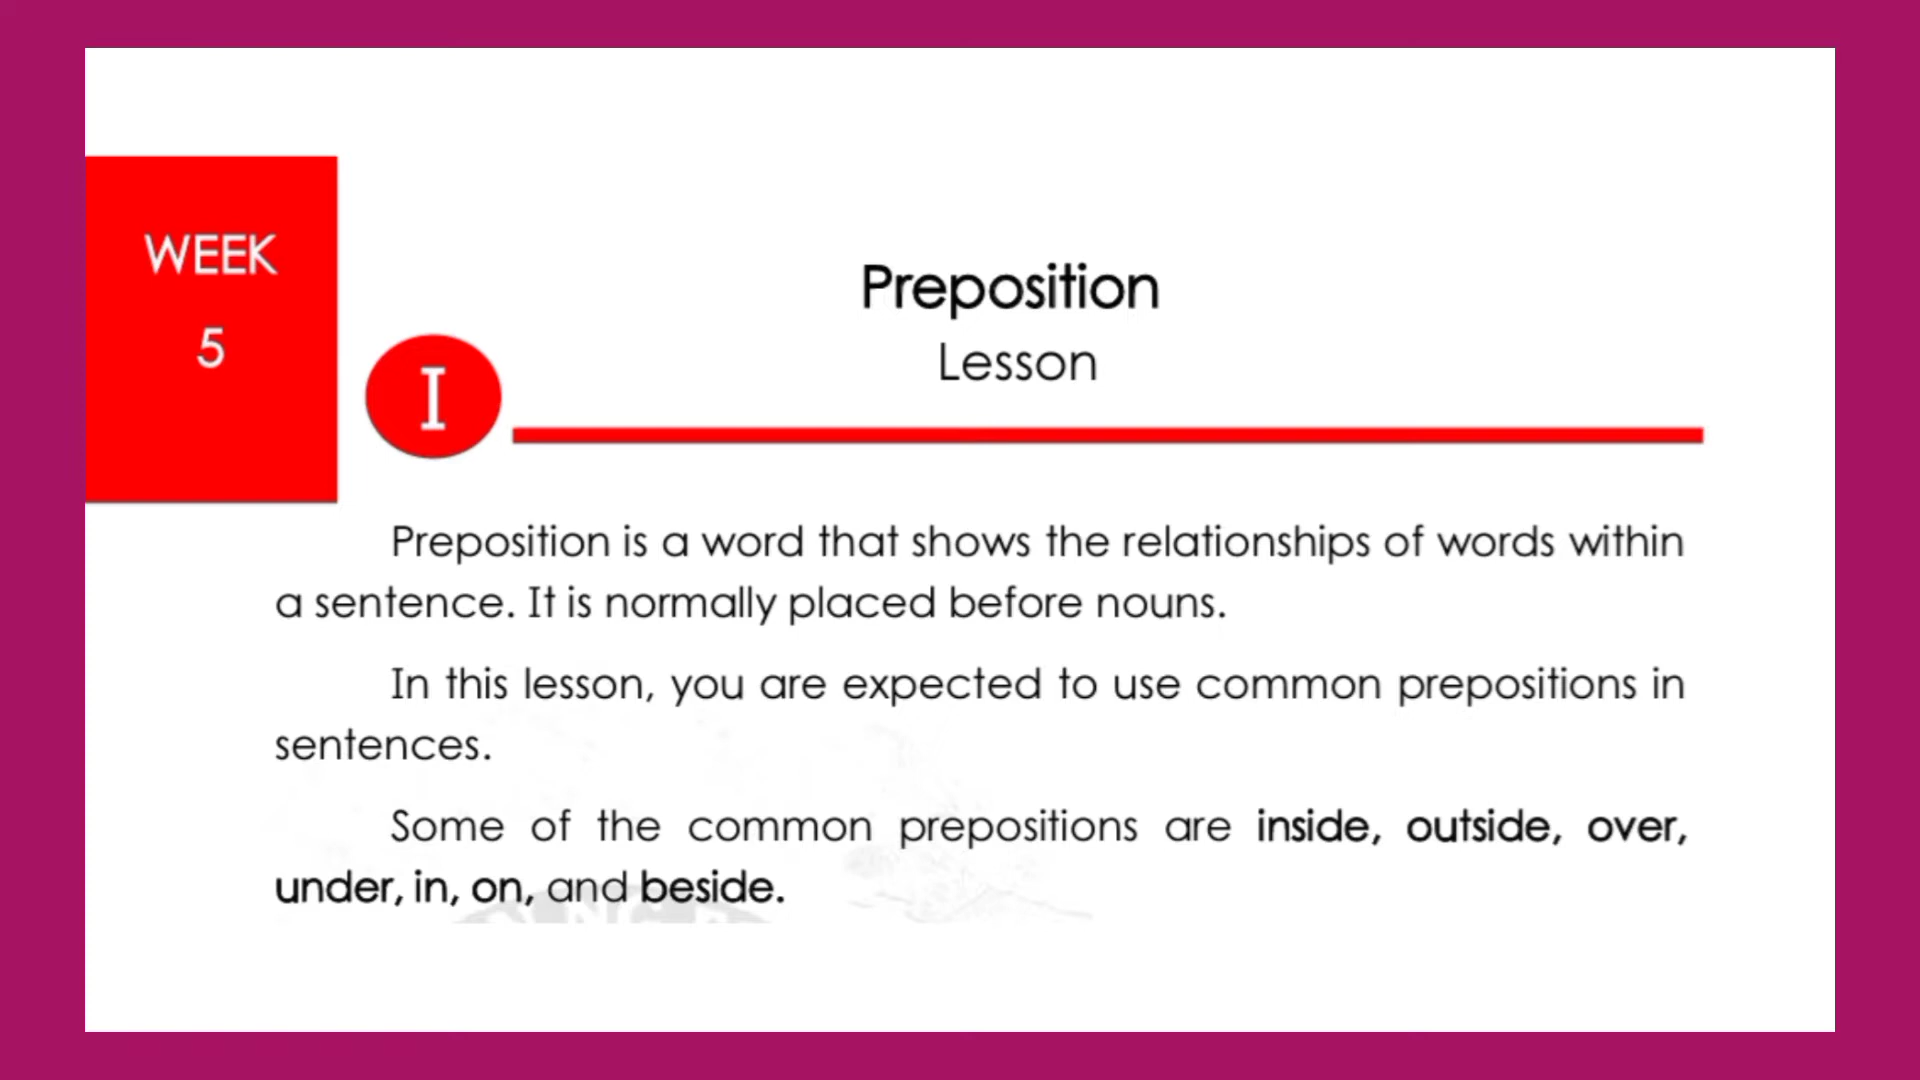 WEEK
5
I
Preposition
Lesson
Preposition is a word that shows the relationships of words within
a sentence. It is normally placed before nouns.
In this lesson, you are expected to use common prepositions in
sentences.
Some of the common prepositions are inside, outside, over,
under, in, on, and beside.